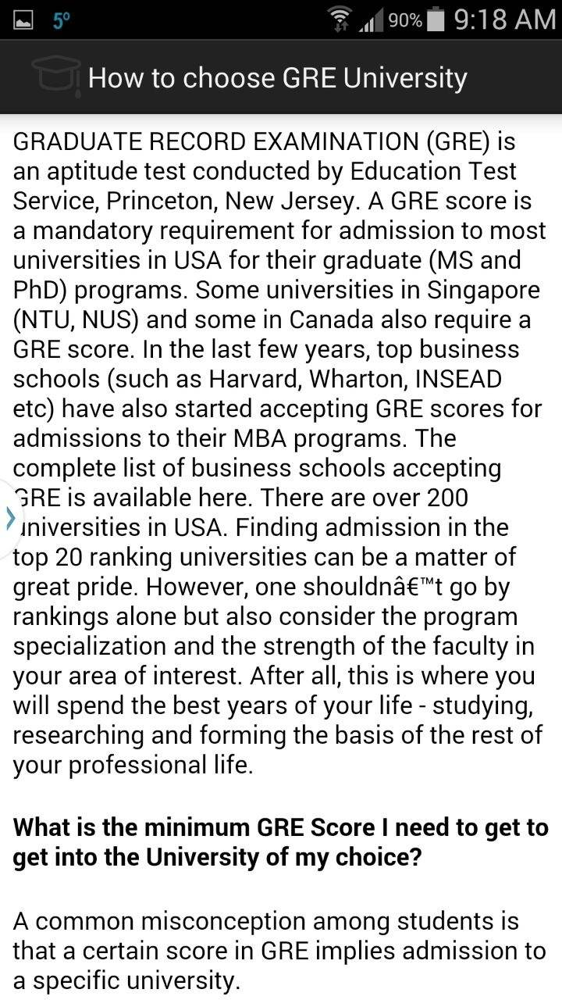 5° 90% 9:18 AM
How to choose GRE University
GRADUATE RECORD EXAMINATION (GRE) is
an aptitude test conducted by Education Test
Service, Princeton, New Jersey. A GRE score is
a mandatory requirement for admission to most
universities in USA for their graduate (MS and
PhD) programs. Some universities in Singapore
(NTU, NUS) and some in Canada also require a
GRE score. In the last few years, top business
schools (such as Harvard, Wharton, INSEAD
etc) have also started accepting GRE scores for
admissions to their MBA programs. The
complete list of business schools accepting
GRE is available here. There are over 200
universities in USA. Finding admission in the
top 20 ranking universities can be a matter of
great pride. However, one shouldnâ€™t go by
rankings alone but also consider the program
specialization and the strength of the faculty in
your area of interest. After all, this is where you
will spend the best years of your life - studying,
researching and forming the basis of the rest of
your professional life.
What is the minimum GRE Score I need to get to
get into the University of my choice?
A common misconception among students is
that a certain score in GRE implies admission to
a specific university.